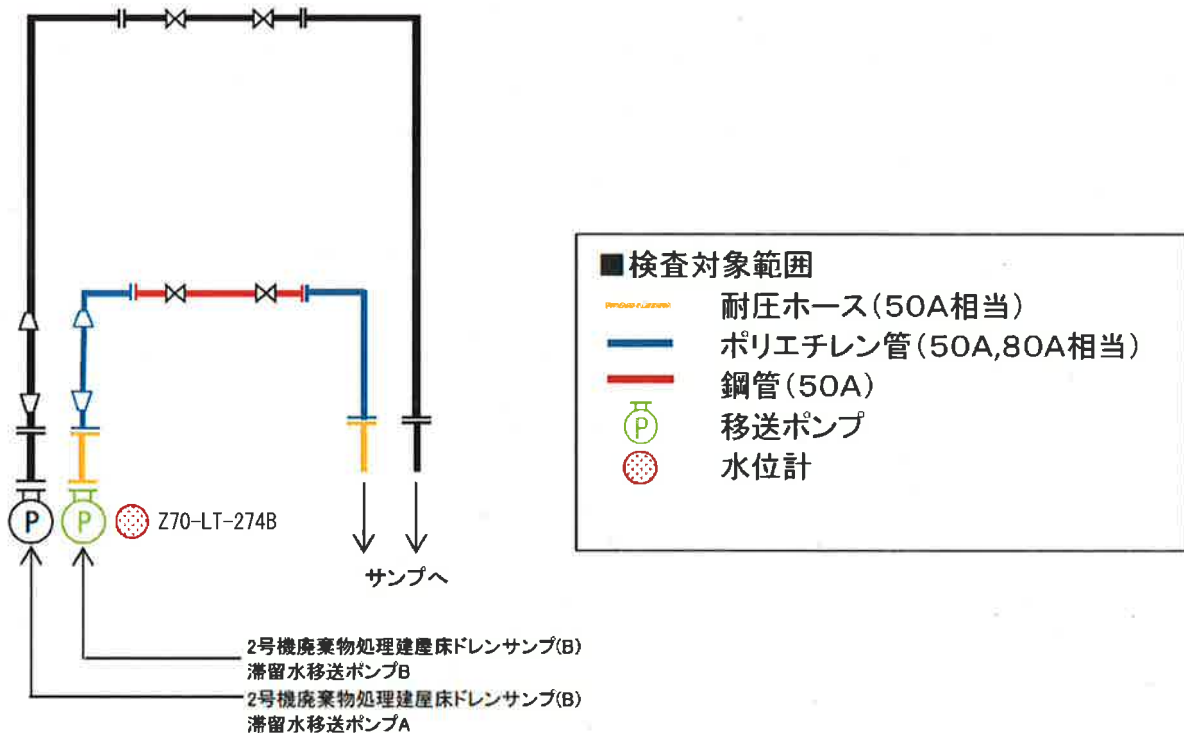 ■検査対象範囲
耐圧ホース(50A相当)
ポリエチレン管(50A,80A相当)
鋼管(50A)
P 移送ポンプ
水位計
P P Z70-LT-274B
サンプへ
2号機廃棄物処理建屋床ドレンサンプ(B)
滞留水移送ポンプB
2号機廃棄物処理建屋床ドレンサンプ(B)
滞留水移送ポンプA